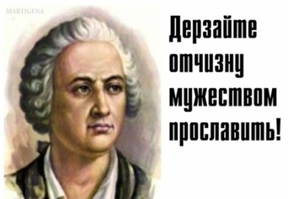 MARTIGENA
Дерзайте
отчизну
мужеством
прославить!